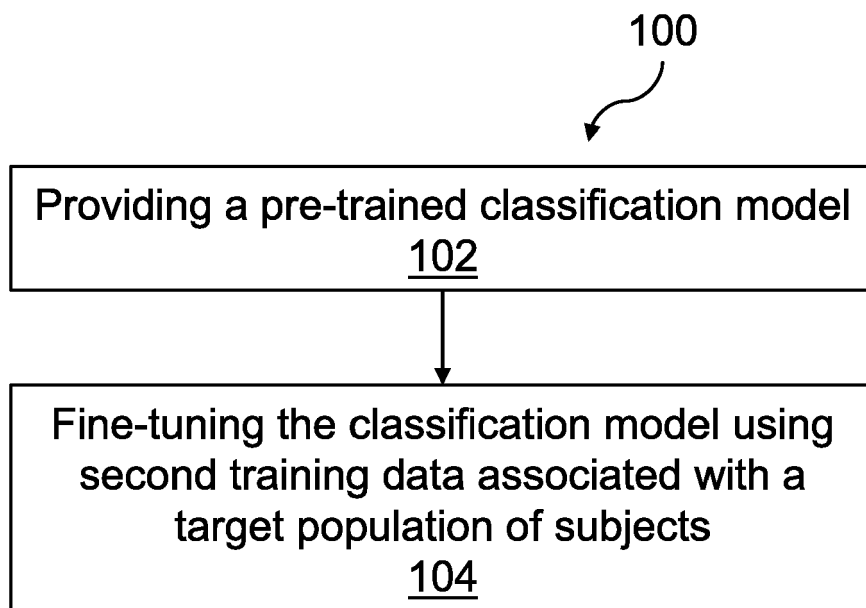 100
Providing a pre-trained classification model
102
Fine-tuning the classification model using
second training data associated with a
target population of subjects
104